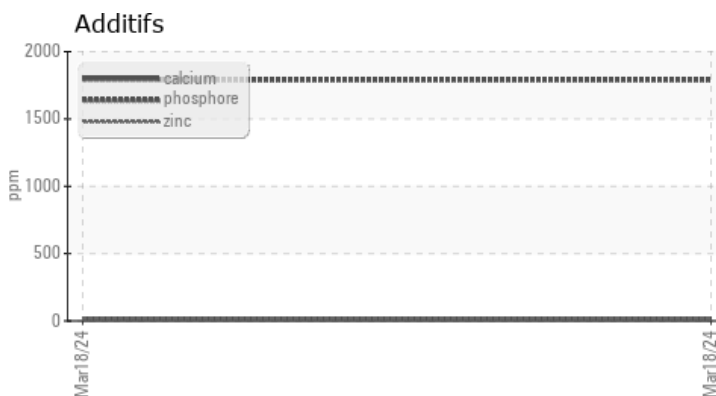 Additifs
2000
calcium
phosphore
zinc
1500
1000
ppm
500
0
Mar18/24
Mar18/24